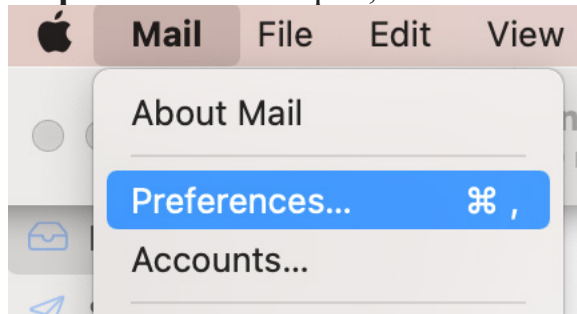 Mail File Edit View
About Mail
Preferences... ⌘ ,
Accounts...